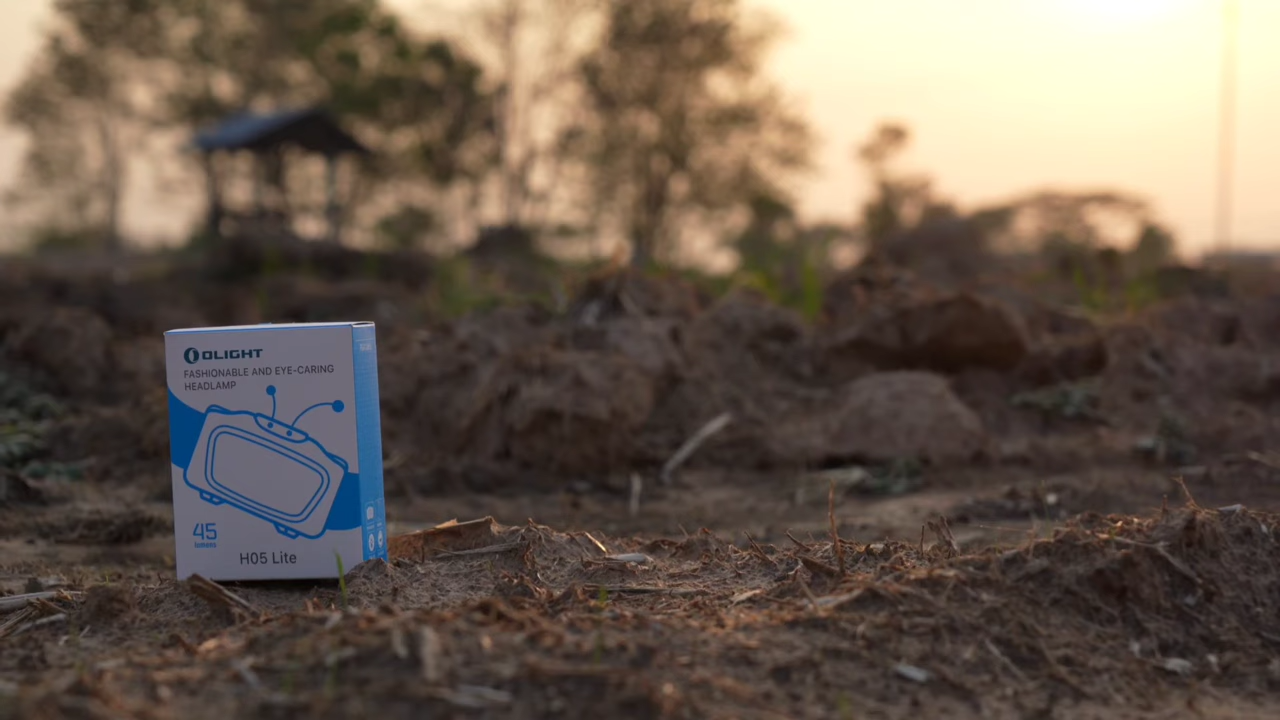 OLIGHT
FASHIONABLE AND EYE-CARING
HEADLAMP
45
lumens
H05 Lite